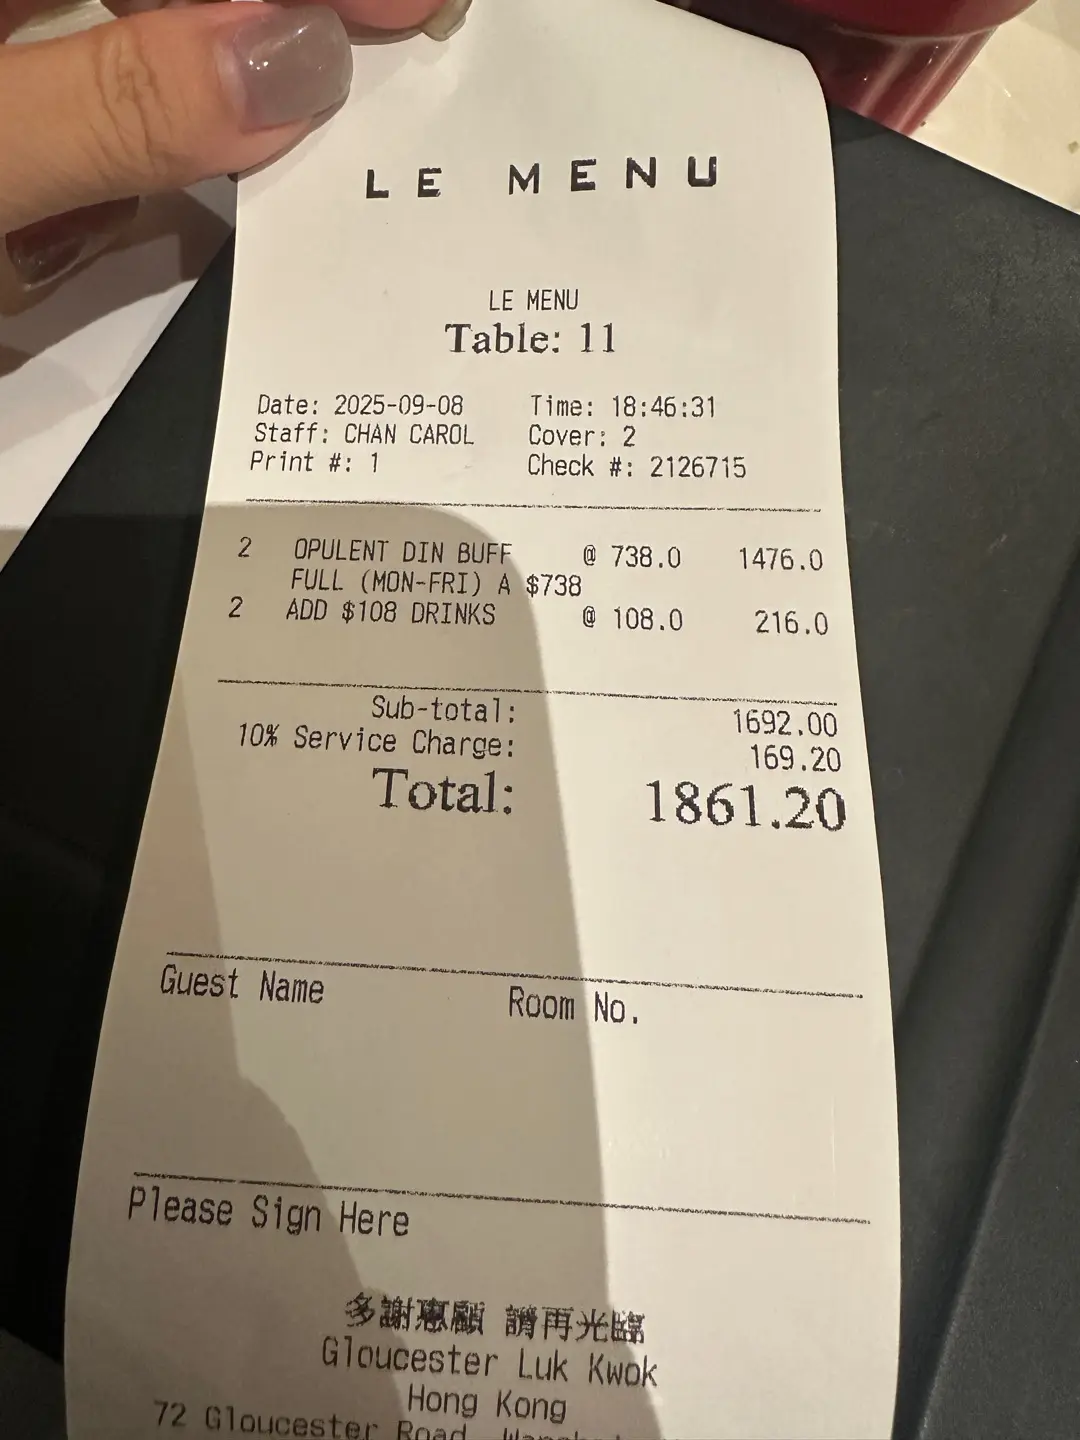 LE MENU
LE MENU
Table: 11
Date: 2025-09-08 Time: 18:46:31
Staff: CHAN CAROL Cover: 2
Print #: 1 Check #: 2126715
2 OPULENT DIN BUFF @ 738.0 1476.0
FULL (MON-FRI) A $738
2 ADD $108 DRINKS @ 108.0 216.0
Sub-total: 1692.00
10% Service Charge: 169.20
Total: 1861.20
Guest Name Room No.
Please Sign Here
多謝惠顧 請再光臨
Gloucester Luk Kwok
Hong Kong
72 Gloucester Road